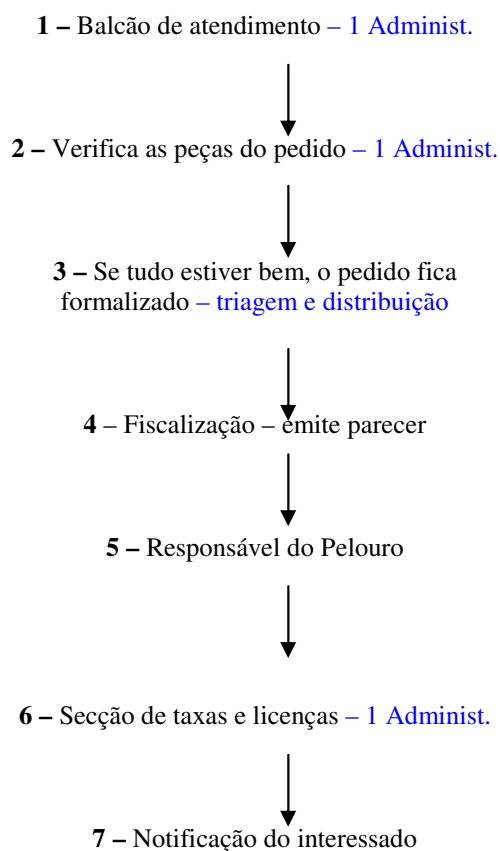 1 – Balcão de atendimento – 1 Administ.
2 – Verifica as peças do pedido – 1 Administ.
3 – Se tudo estiver bem, o pedido fica
formalizado – triagem e distribuição
4 – Fiscalização – emite parecer
5 – Responsável do Pelouro
6 – Secção de taxas e licenças – 1 Administ.
7 – Notificação do interessado